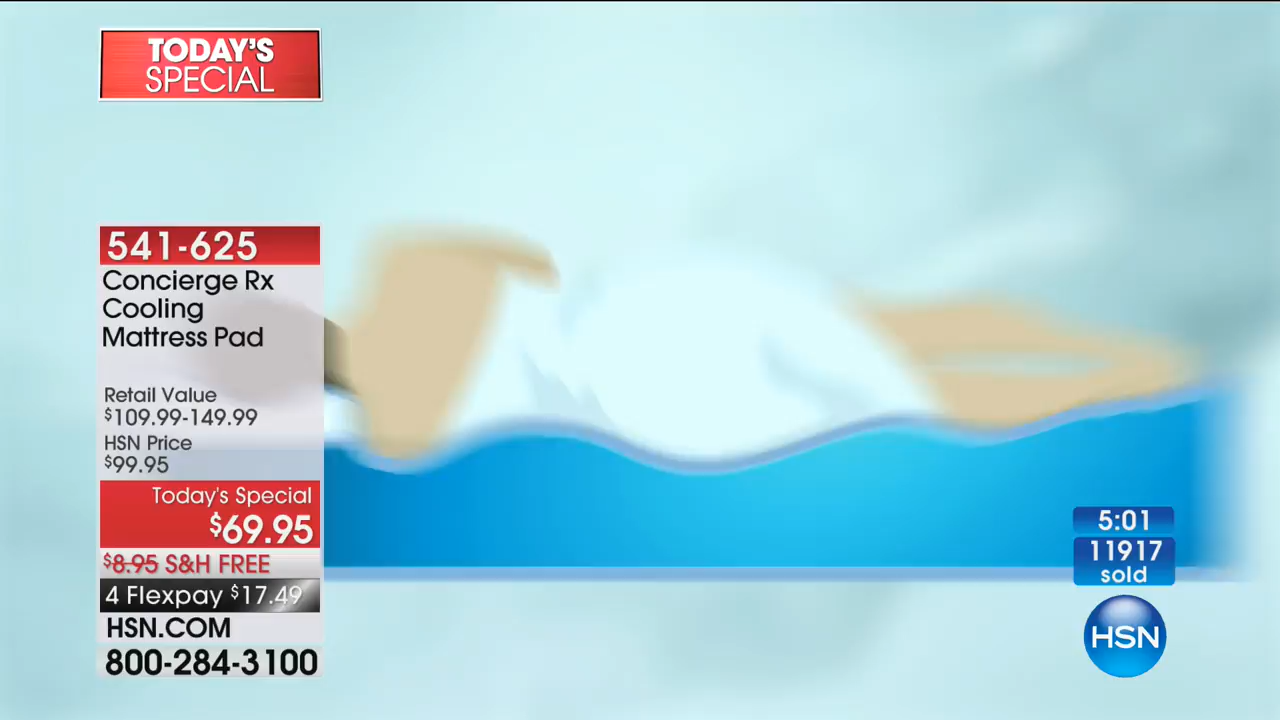 TODAY'S
SPECIAL
541-625
Concierge Rx
Cooling
Mattress Pad
Retail Value
$109.99-149.99
HSN Price
$99.95
Today's Special
$69.95
$8.95 S&H FREE
4 Flexpay $17.49
HSN.COM
800-284-3100
5:01
11917
sold
HSN